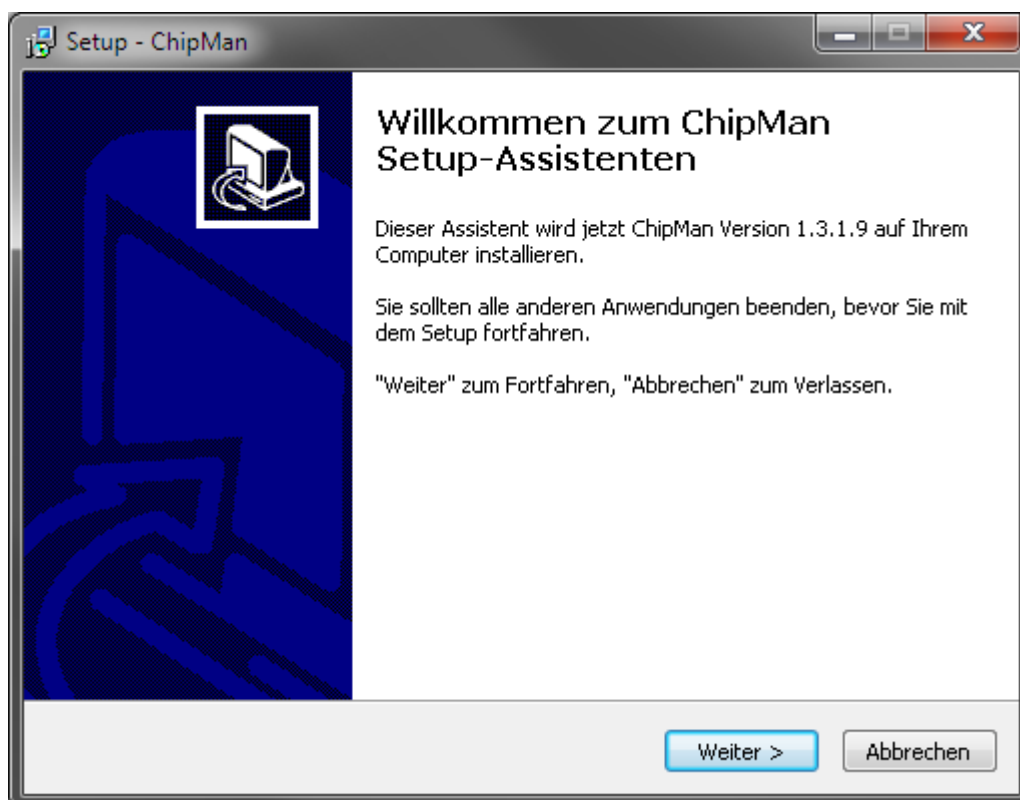 Setup - ChipMan
Willkommen zum ChipMan
Setup-Assistenten
Dieser Assistent wird jetzt ChipMan Version 1.3.1.9 auf Ihrem
Computer installieren.
Sie sollten alle anderen Anwendungen beenden, bevor Sie mit
dem Setup fortfahren.
"Weiter" zum Fortfahren, "Abbrechen" zum Verlassen.
Weiter >
Abbrechen